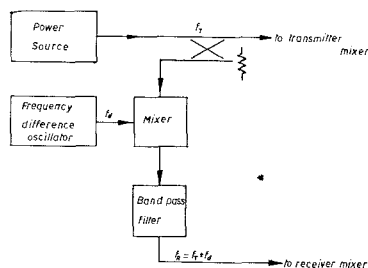 Power
Source
f_T
to transmitter
mixer
Frequency
difference
oscillator
f_d
Mixer
Band pass
filter
f_R = f_T + f_d
to receiver mixer